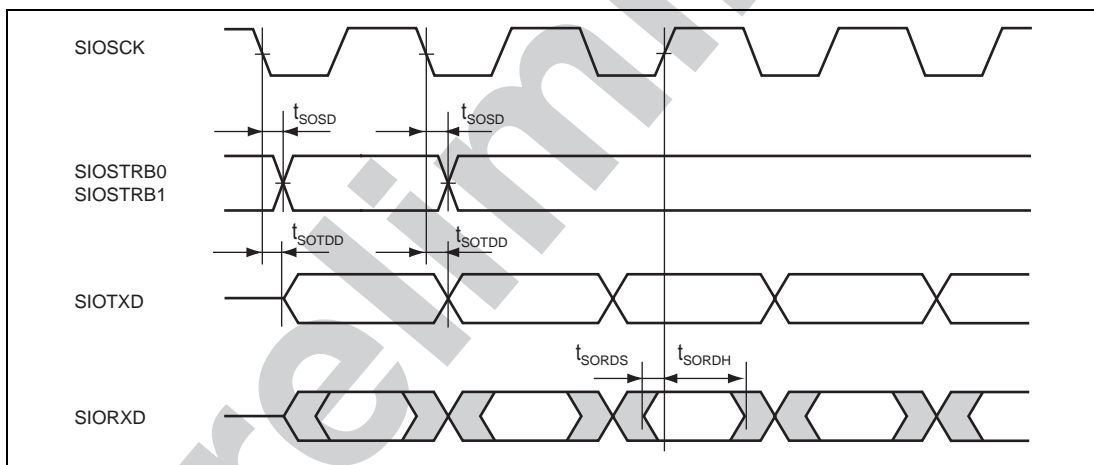 SIOSCK
tSOSD tSOSD
SIOSTRB0
SIOSTRB1
tSOTDD tSOTDD
SIOTXD
tSORDS tSORDH
SIORXD